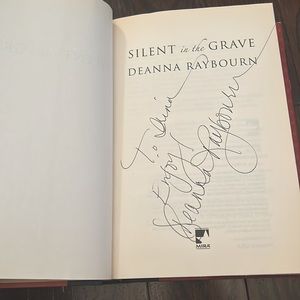 SILENT in the GRAVE
DEANNA RAYBOURN
To
Enjoy!
Deanna Raybourn
MIRA